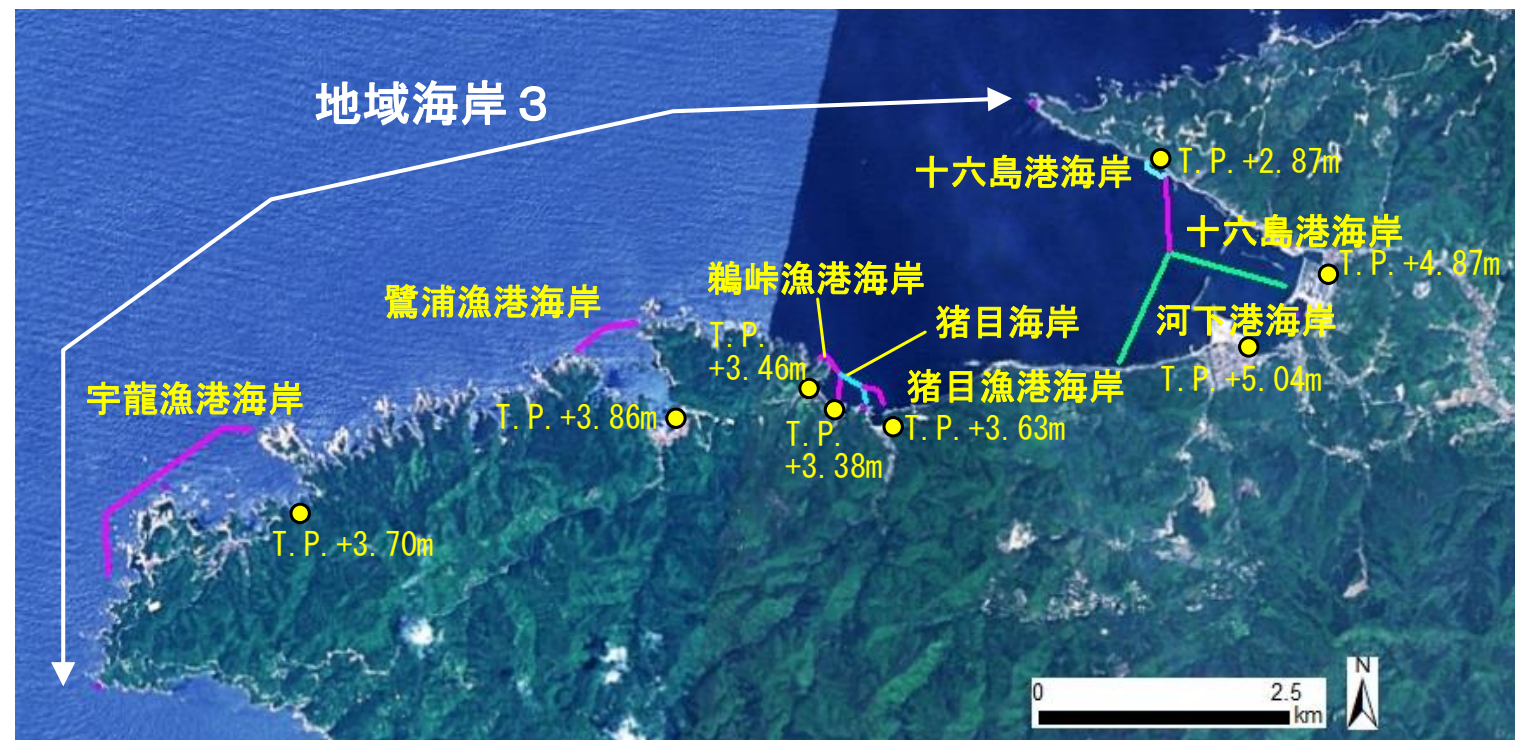 地域海岸３
十六島港海岸
T.P.+2.87m
十六島港海岸
T.P.+4.87m
鵜峠漁港海岸
鷺浦漁港海岸
猪目海岸
河下港海岸
T.P.
+3.46m
T.P.+5.04m
猪目漁港海岸
宇龍漁港海岸
T.P.+3.86m
T.P.+3.63m
T.P.
+3.38m
T.P.+3.70m
N
0
2.5
km